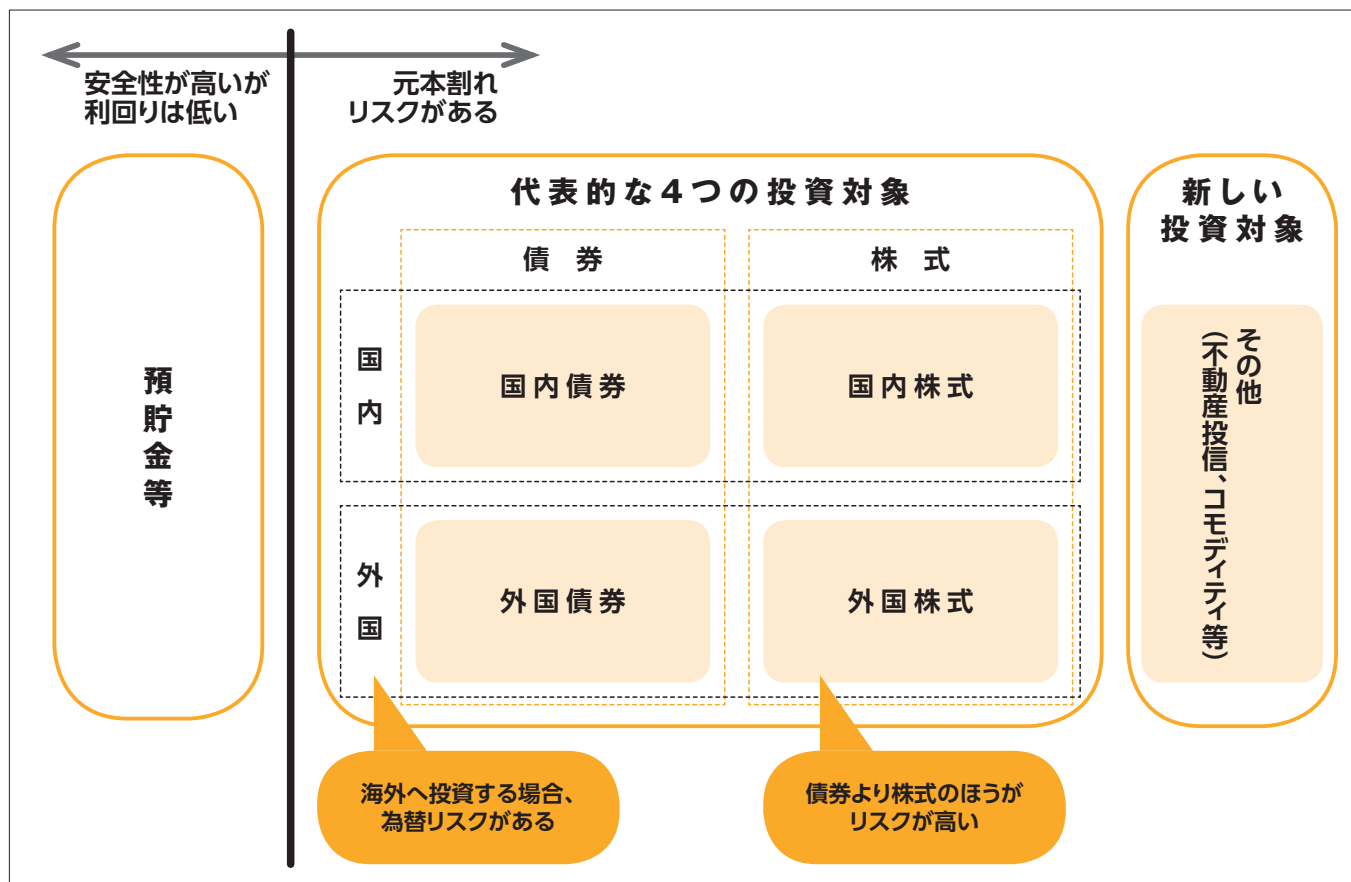 安全性が高いが
利回りは低い
元本割れ
リスクがある
預貯金等
代表的な4つの投資対象
債券
株式
国内
国内債券
国内株式
外国
外国債券
外国株式
海外へ投資する場合、
為替リスクがある
債券より株式のほうが
リスクが高い
新しい
投資対象
その他
(不動産投信、コモディティ等)